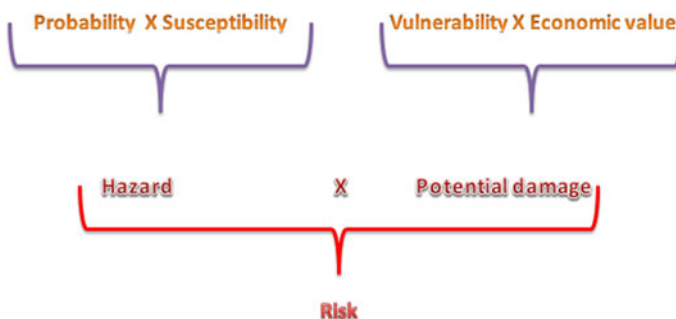 Probability X Susceptibility Vulnerability X Economic value
Hazard X Potential damage
Risk